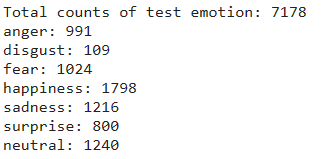 Total counts of test emotion: 7178
anger: 991
disgust: 109
fear: 1024
happiness: 1798
sadness: 1216
surprise: 800
neutral: 1240